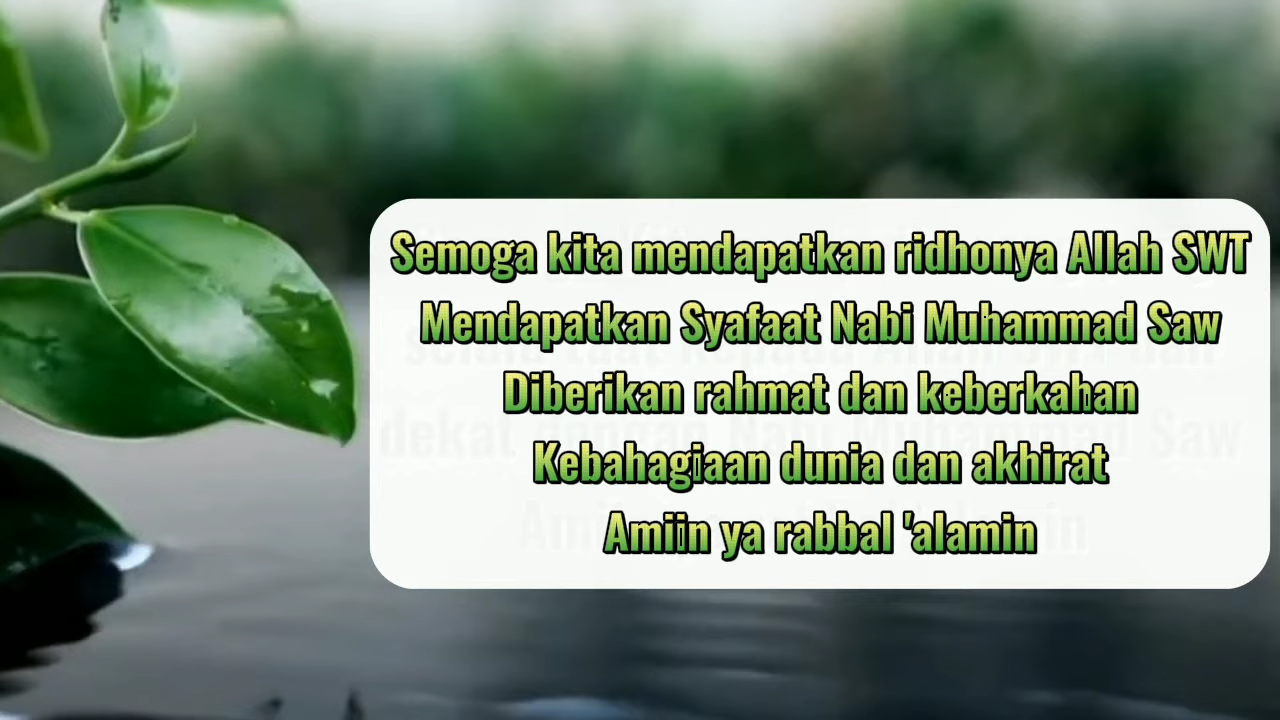 Semoga kita mendapatkan ridhonya Allah SWT
Mendapatkan Syafaat Nabi Muhammad Saw
Diberikan rahmat dan keberkahan
Kebahagiaan dunia dan akhirat
Amiin ya rabbal 'alamin